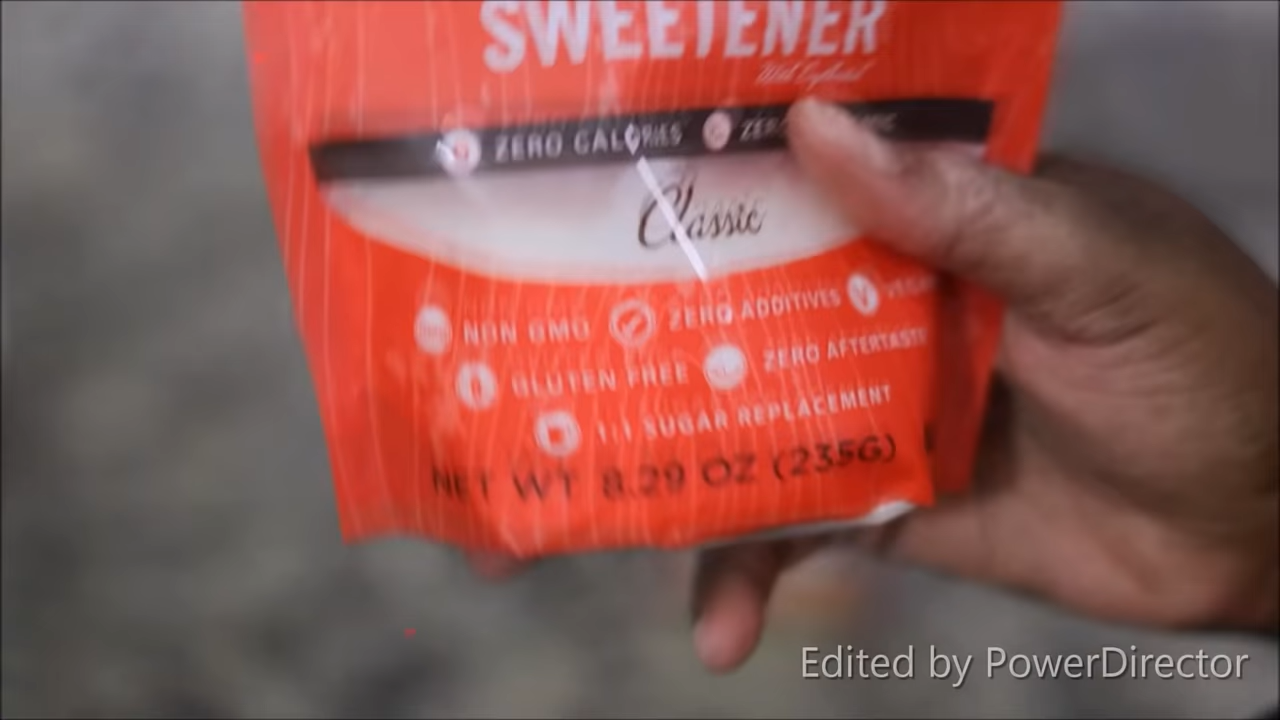 SWEETENER
ZERO CALORIES
Classic
NON GMO ZERO ADDITIVES
GLUTEN FREE ZERO AFTERTASTE
1:1 SUGAR REPLACEMENT
NET WT 8.29 OZ (235G)
Edited by PowerDirector